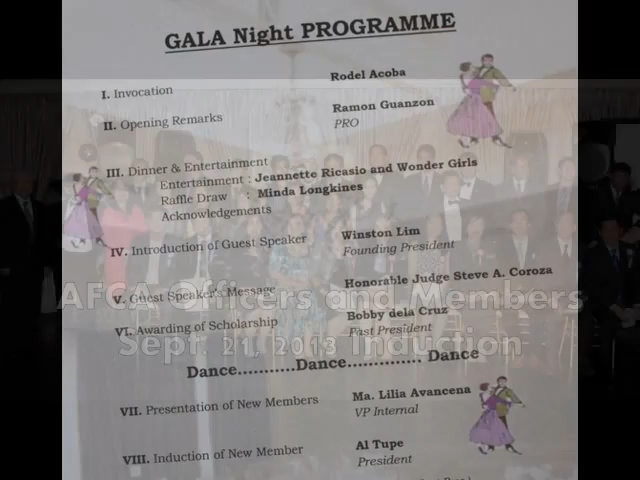 GALA Night PROGRAMME
I. Invocation Rodel Acoba
II. Opening Remarks Ramon Guanzon
PRO
III. Dinner & Entertainment
Entertainment : Jeannette Ricasio and Wonder Girls
Raffle Draw : Minda Longkines
Acknowledgements
IV. Introduction of Guest Speaker Winston Lim
Founding President
V. Guest Speaker's Message Honorable Judge Steve A. Coroza
AFCA Officers and Members
VI. Awarding of Scholarship Bobby dela Cruz
Past President
Sept. 21, 2013 Induction
Dance...........Dance.............. Dance
VII. Presentation of New Members Ma. Lilia Avancena
VP Internal
VIII. Induction of New Member Al Tupe
President